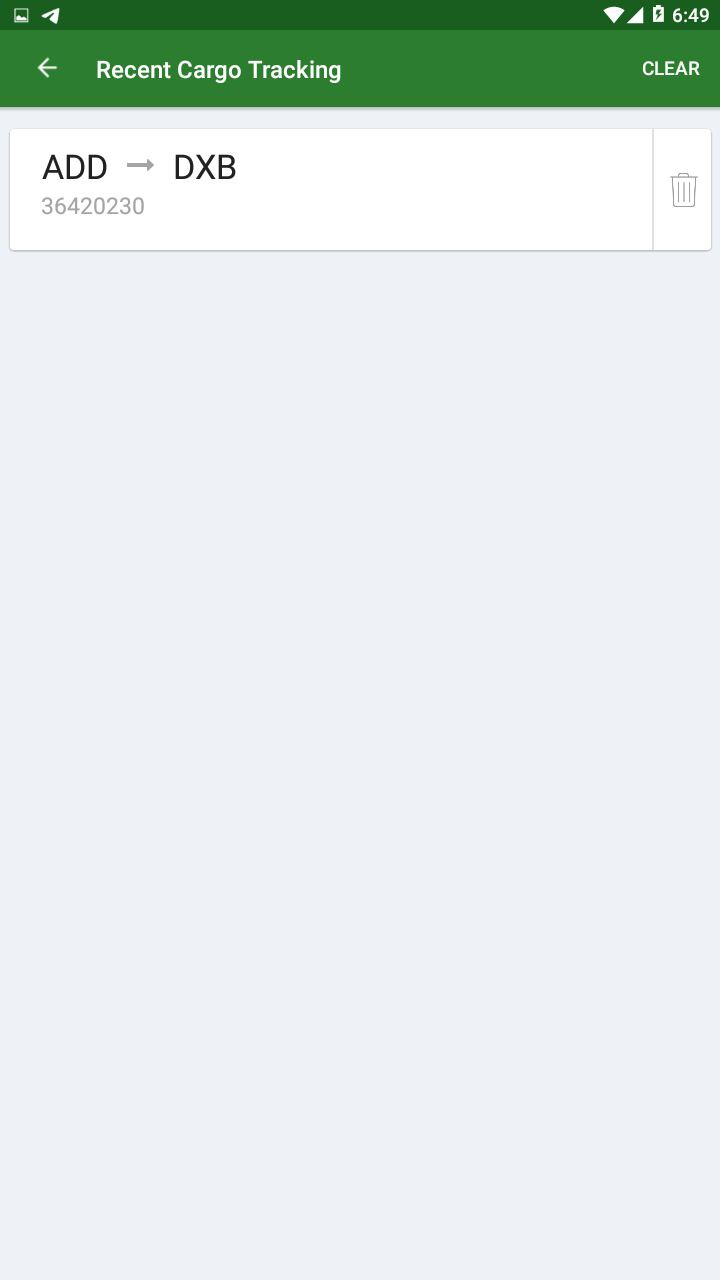 6:49
Recent Cargo Tracking
CLEAR
ADD → DXB
36420230